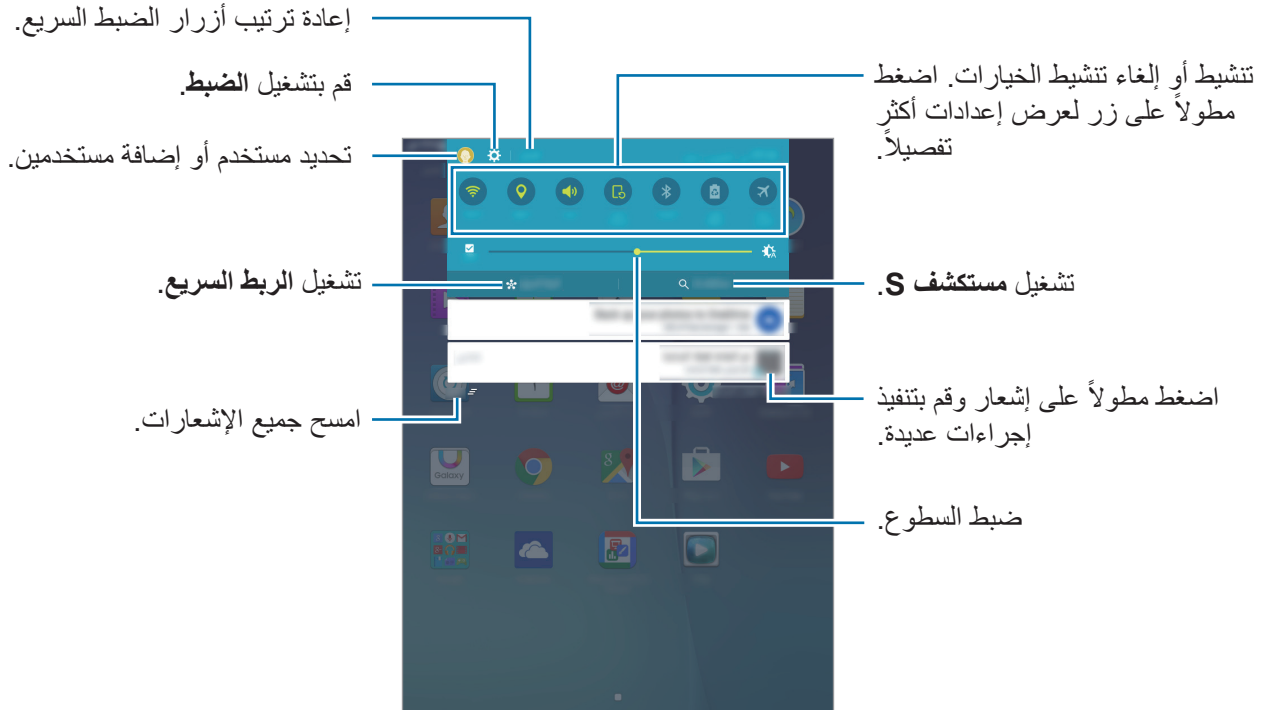 إعادة ترتيب أزرار الضبط السريع.
قم بتشغيل الضبط.
تحديد مستخدم أو إضافة مستخدمين.
تشغيل الربط السريع.
امسح جميع الإشعارات.
تنشيط أو إلغاء تنشيط الخيارات. اضغط
مطولاً على زر لعرض إعدادات أكثر
تفصيلاً.
تشغيل مستكشف S.
اضغط مطولاً على إشعار وقم بتنفيذ
إجراءات عديدة.
ضبط السطوع.
Galaxy